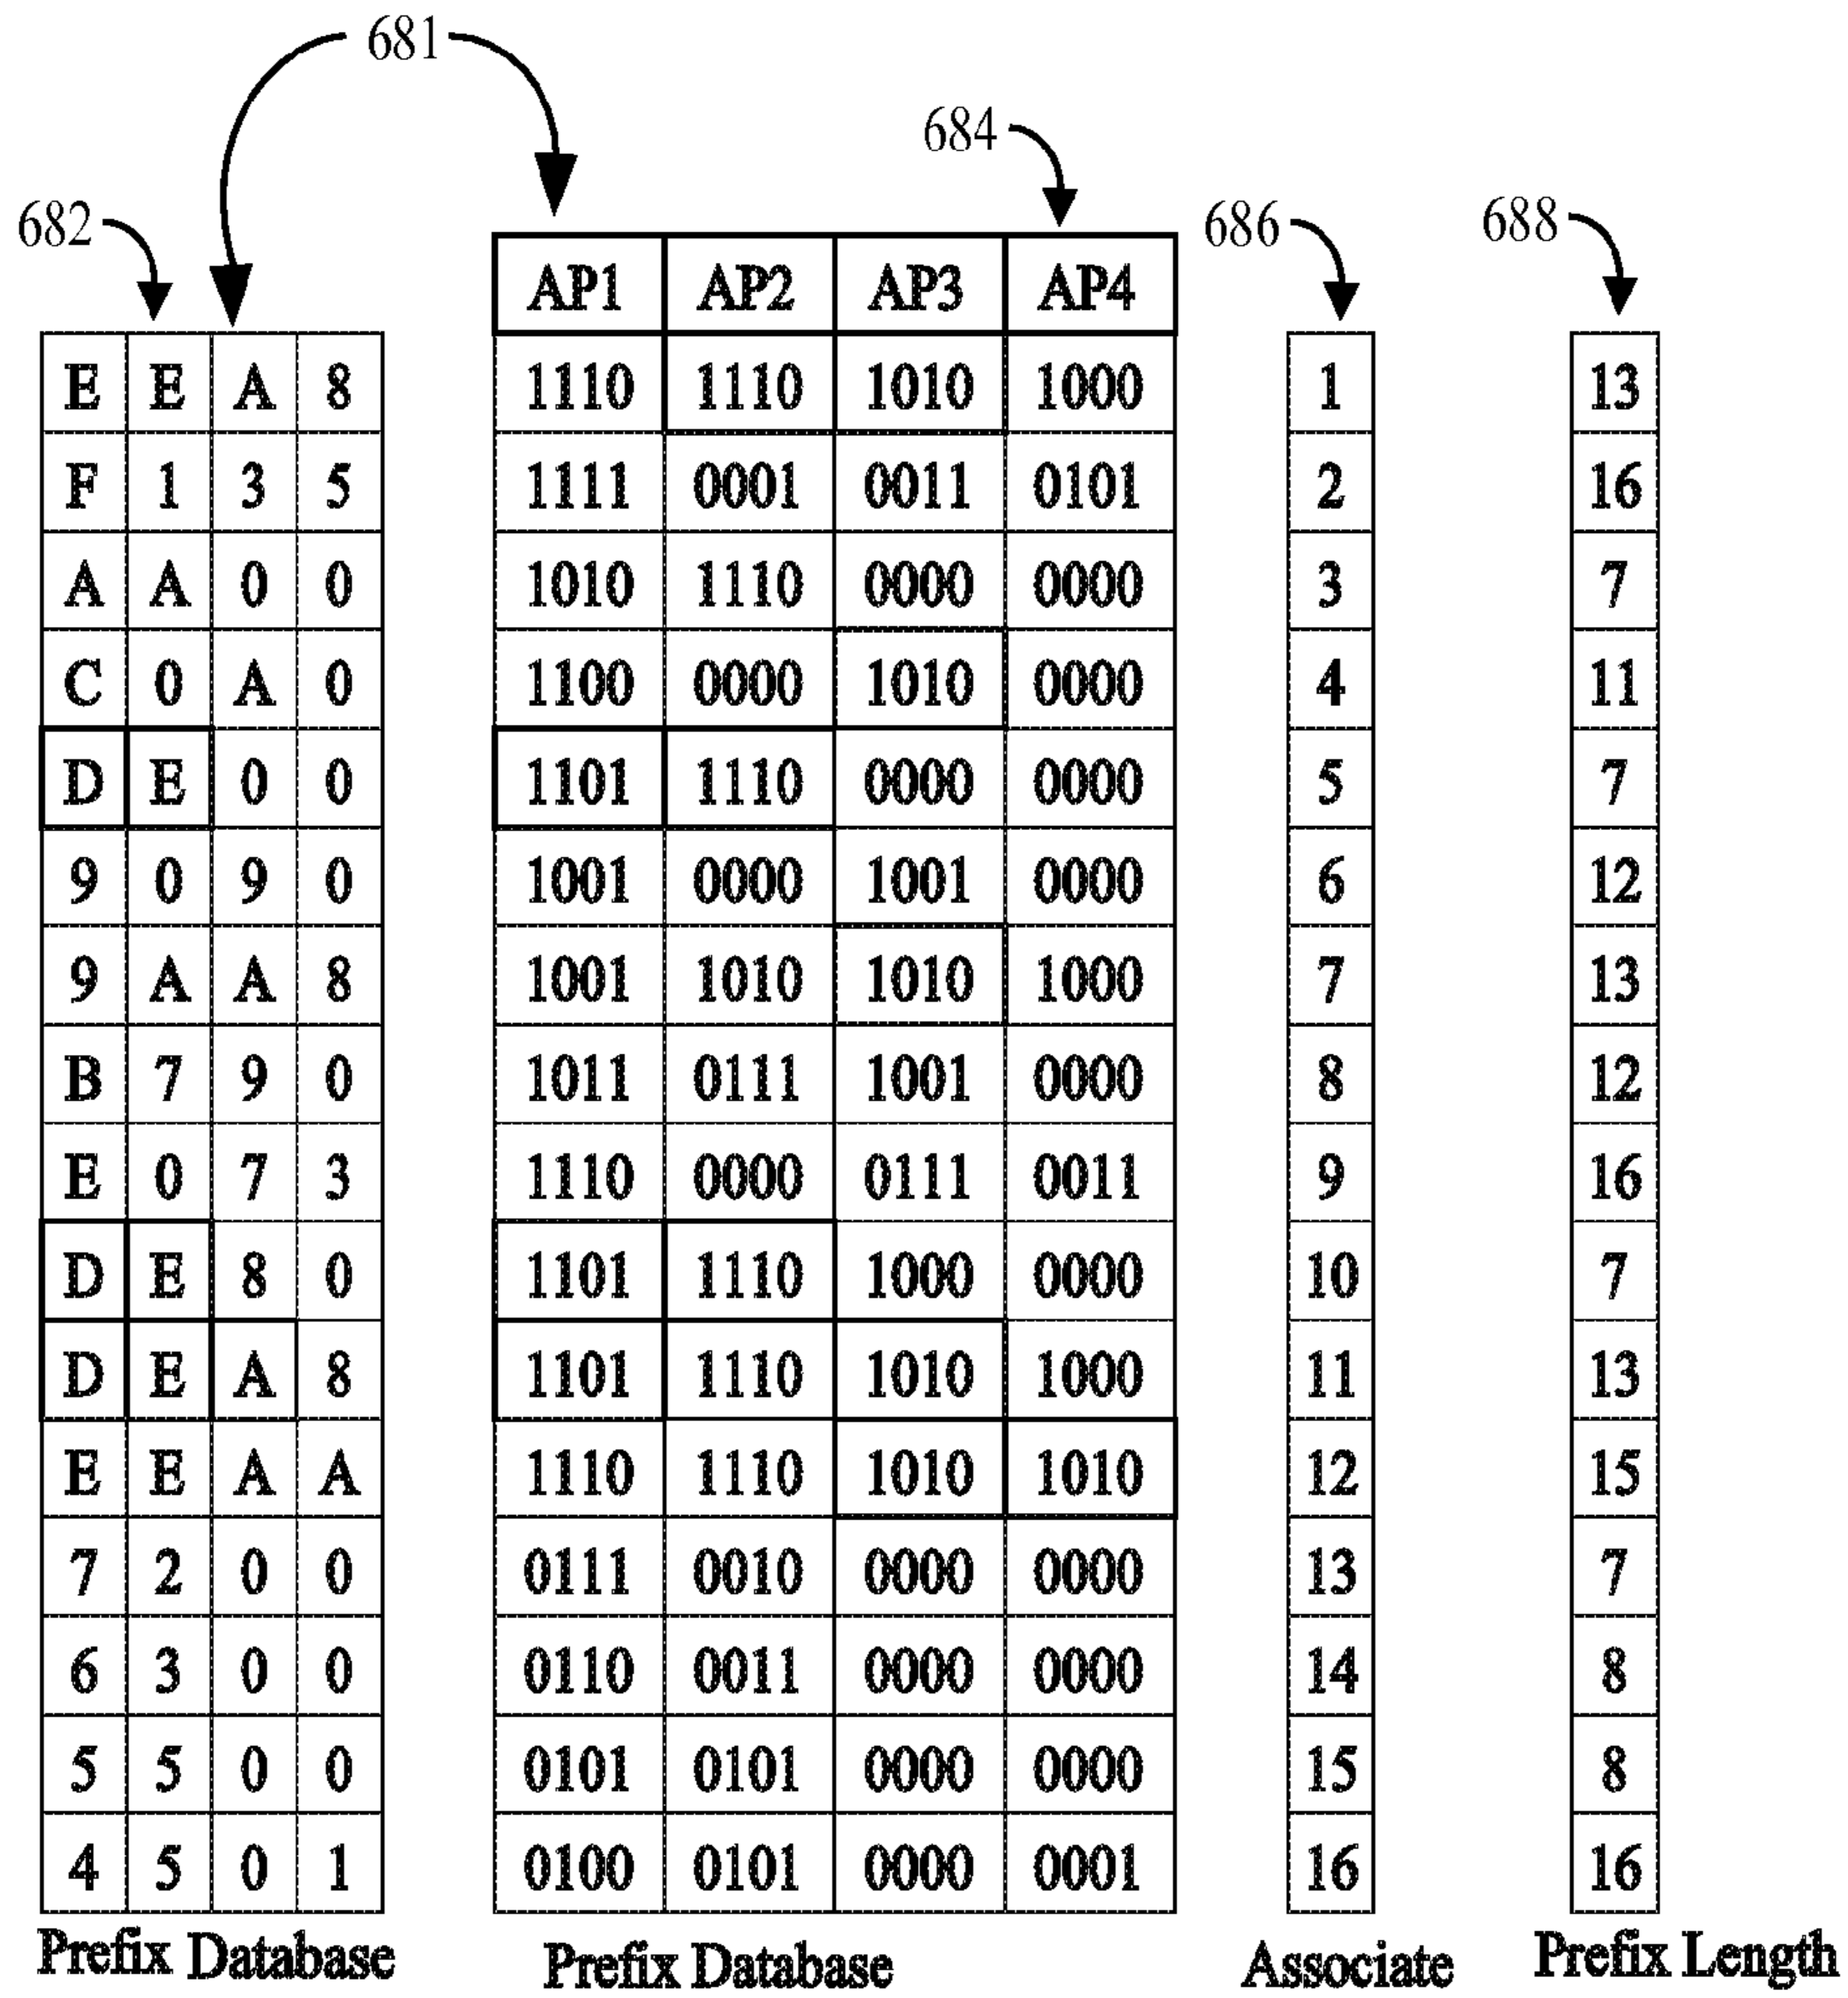 681
684
682
686
688
AP1 AP2 AP3 AP4
E E A 8 1110 1110 1010 1000 1 13
F 1 3 5 1111 0001 0011 0101 2 16
A A 0 0 1010 1110 0000 0000 3 7
C 0 A 0 1100 0000 1010 0000 4 11
D E 0 0 1101 1110 0000 0000 5 7
9 0 9 0 1001 0000 1001 0000 6 12
9 A A 8 1001 1010 1010 1000 7 13
B 7 9 0 1011 0111 1001 0000 8 12
E 0 7 3 1110 0000 0111 0011 9 16
D E 8 0 1101 1110 1000 0000 10 7
D E A 8 1101 1110 1010 1000 11 13
E E A A 1110 1110 1010 1010 12 15
7 2 0 0 0111 0010 0000 0000 13 7
6 3 0 0 0110 0011 0000 0000 14 8
5 5 0 0 0101 0101 0000 0000 15 8
4 5 0 1 0100 0101 0000 0001 16 16
Prefix Database Prefix Database Associate Prefix Length